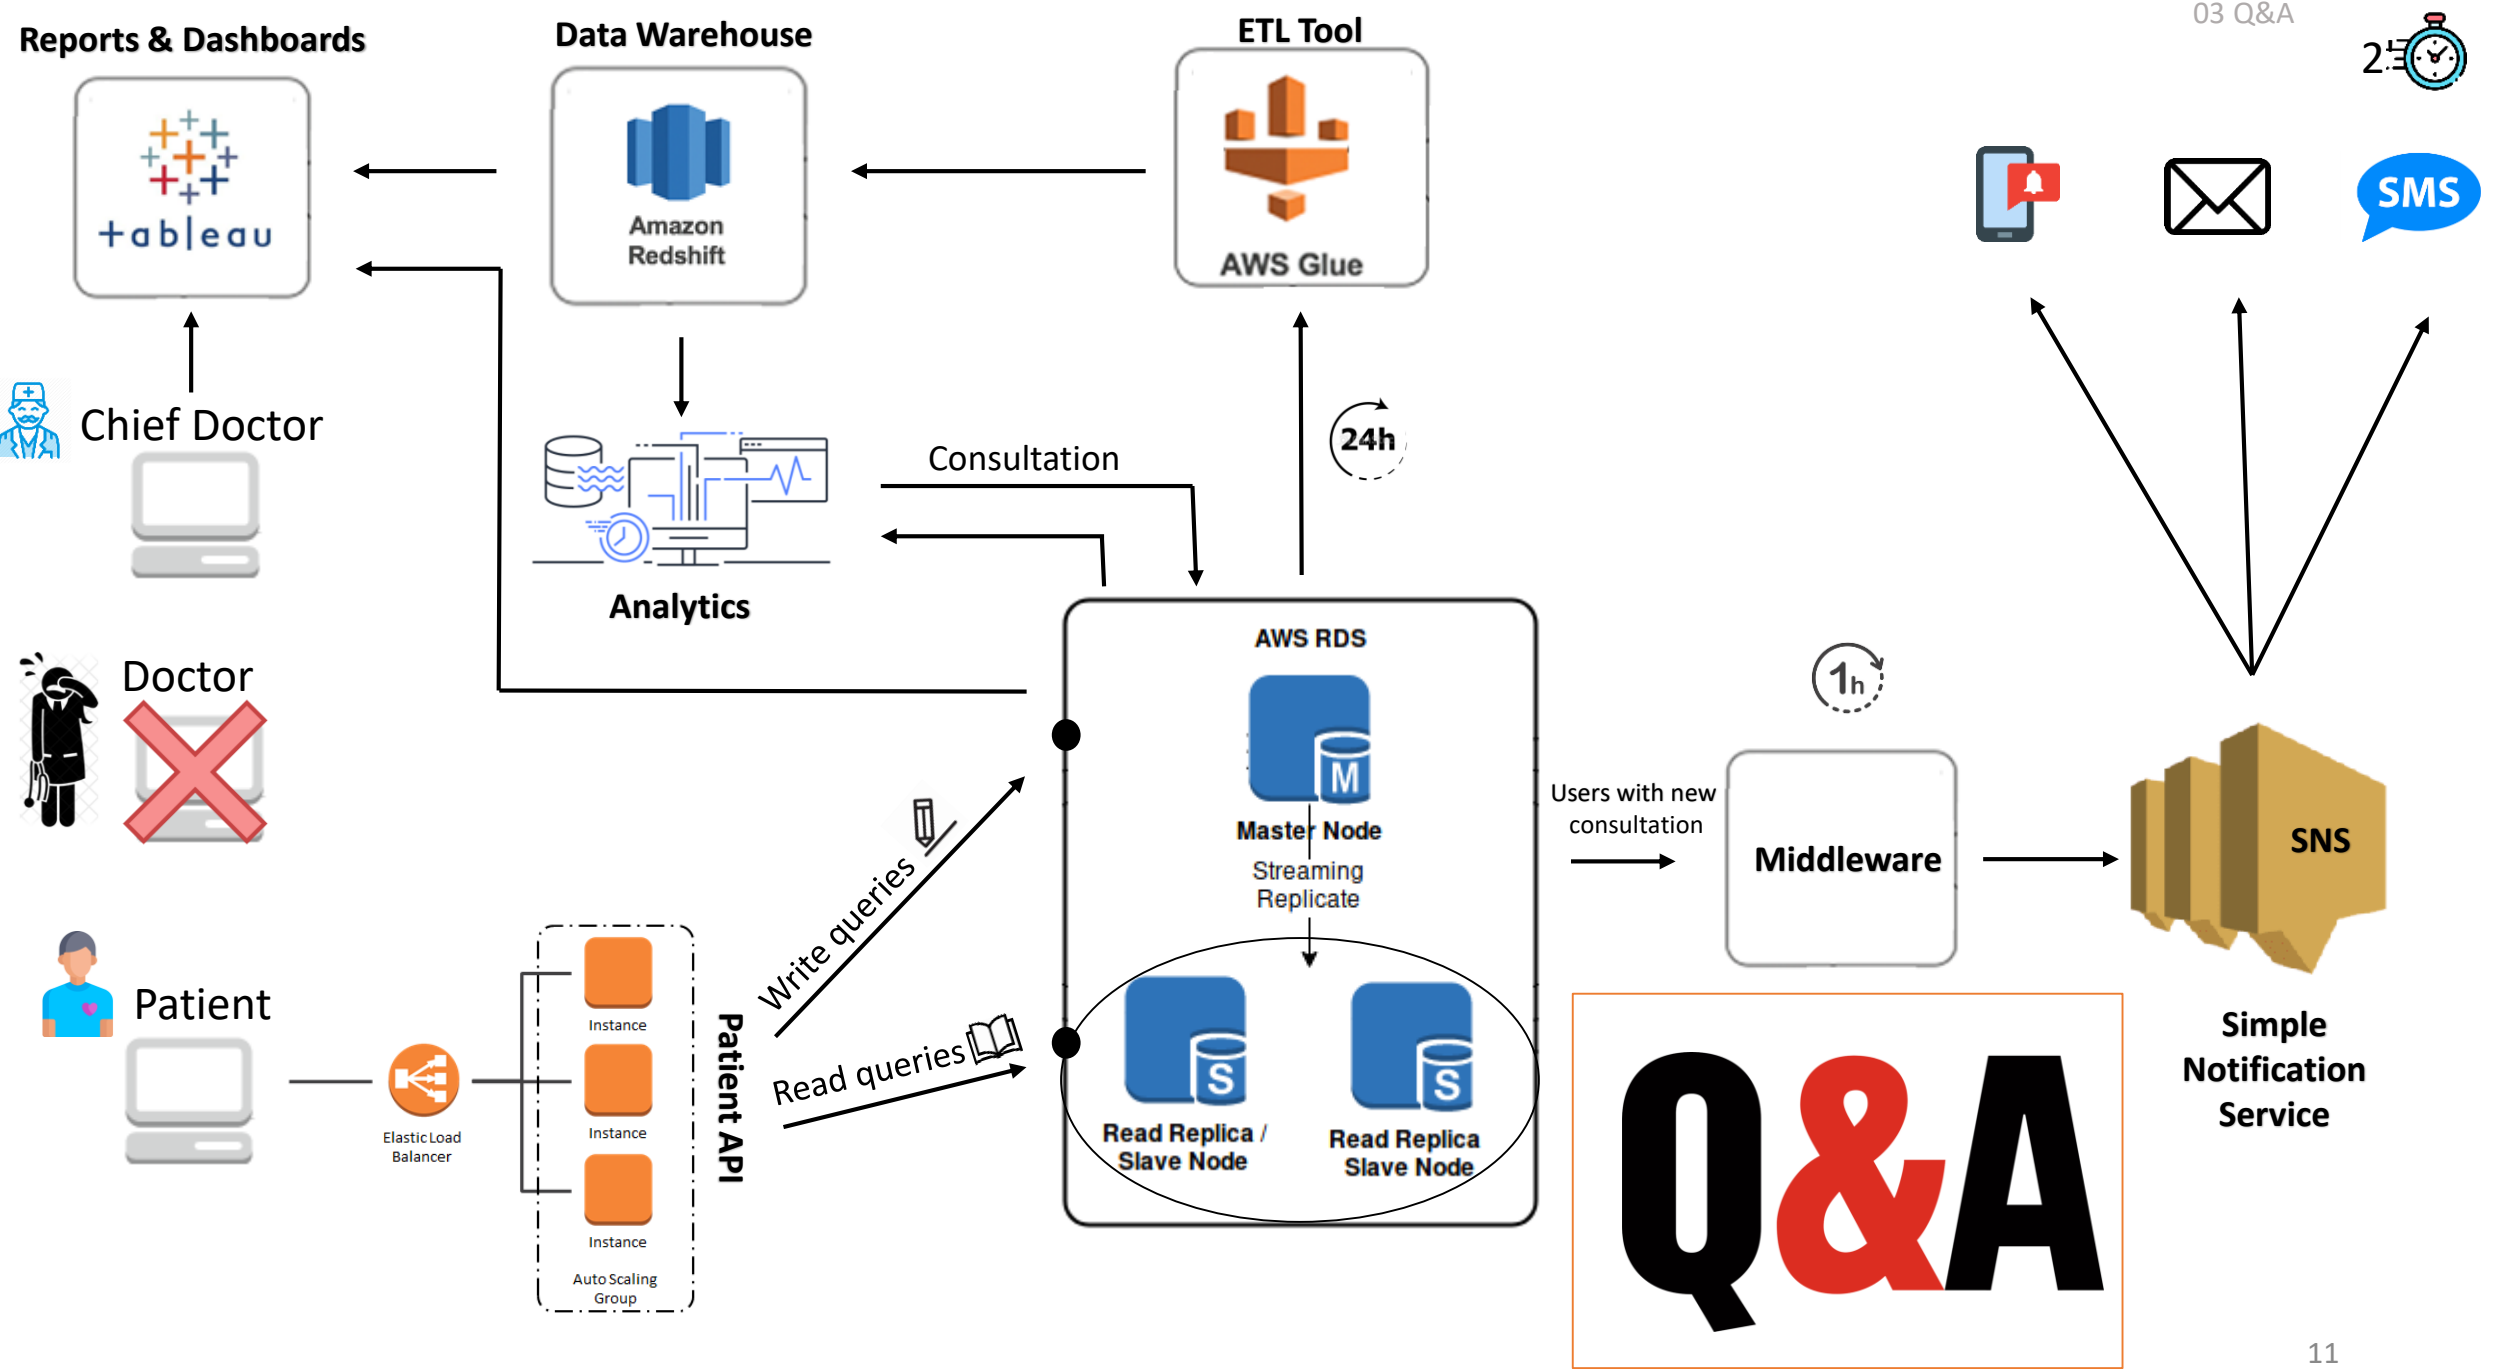 03 Q&A
2'
Reports & Dashboards
Data Warehouse
ETL Tool
+ableau
Amazon
Redshift
AWS Glue
SMS
Chief Doctor
Consultation
24h
Analytics
AWS RDS
Doctor
1h
M
Master Node
Streaming
Replicate
Users with new
consultation
Middleware
SNS
Simple
Notification
Service
Write queries
Read queries
Patient
Elastic Load
Balancer
Instance
Instance
Instance
Auto Scaling
Group
Patient API
S
S
Read Replica /
Slave Node
Read Replica
Slave Node
Q&A
11